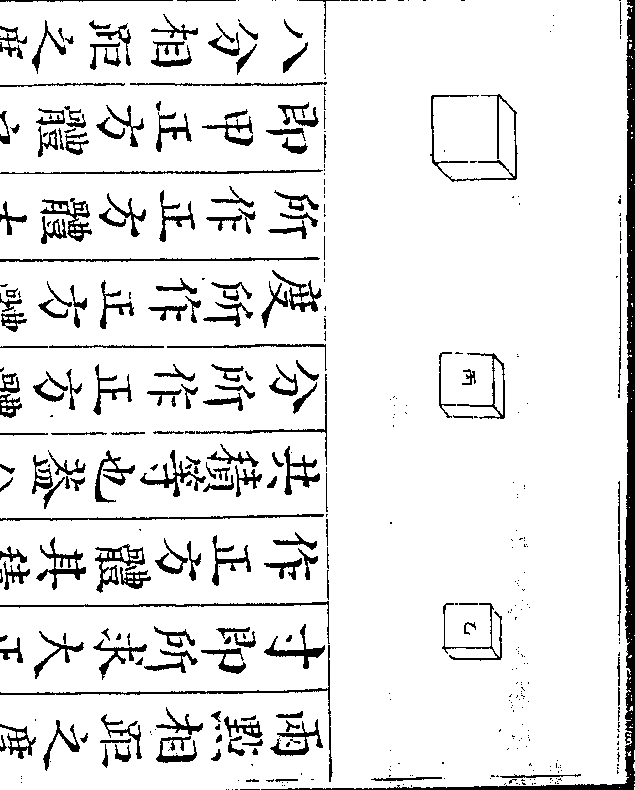 乙
丙
兩點相距之度
寸即所求大正
作正方體其積
共積等也蓋八
分所作正方體
度所作正方體
所作正方體
即甲正方體
八分相距之度